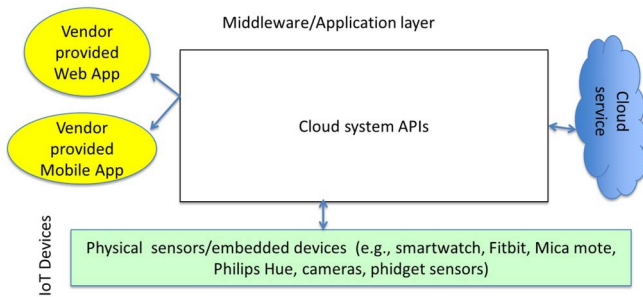 Middleware/Application layer
Vendor
provided
Web App
Vendor
provided
Mobile App
Cloud system APIs
Cloud
service
IoT Devices
Physical sensors/embedded devices (e.g., smartwatch, Fitbit, Mica mote,
Philips Hue, cameras, phidget sensors)